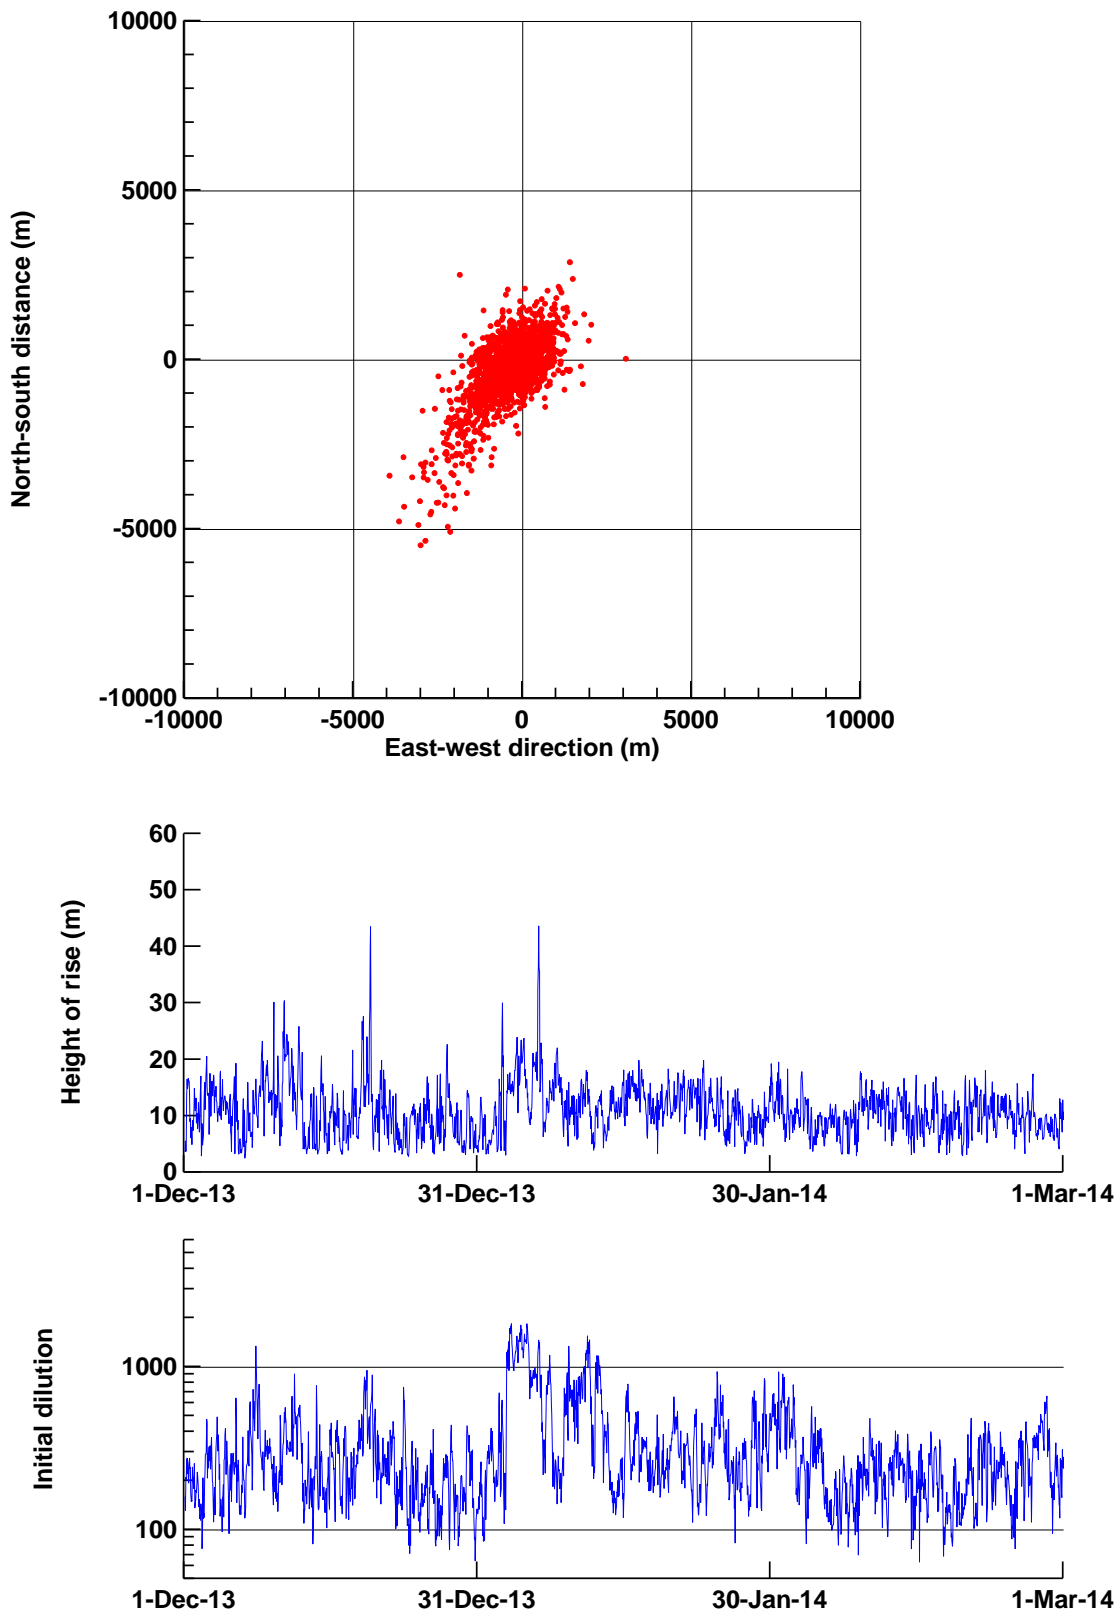 10000
5000
0
-5000
-10000
North-south distance (m)
-10000 -5000 0 5000 10000
East-west direction (m)
60
50
40
30
20
10
0
Height of rise (m)
1-Dec-13 31-Dec-13 30-Jan-14 1-Mar-14
1000
100
Initial dilution
1-Dec-13 31-Dec-13 30-Jan-14 1-Mar-14